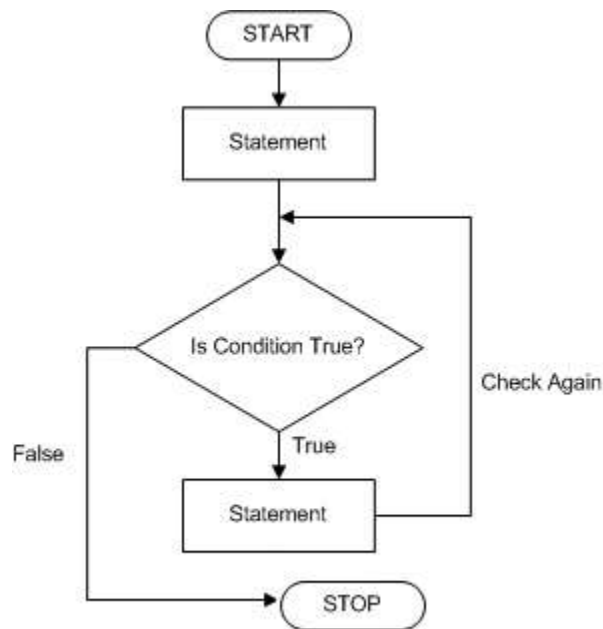 START
Statement
Is Condition True?
Check Again
True
False
Statement
STOP